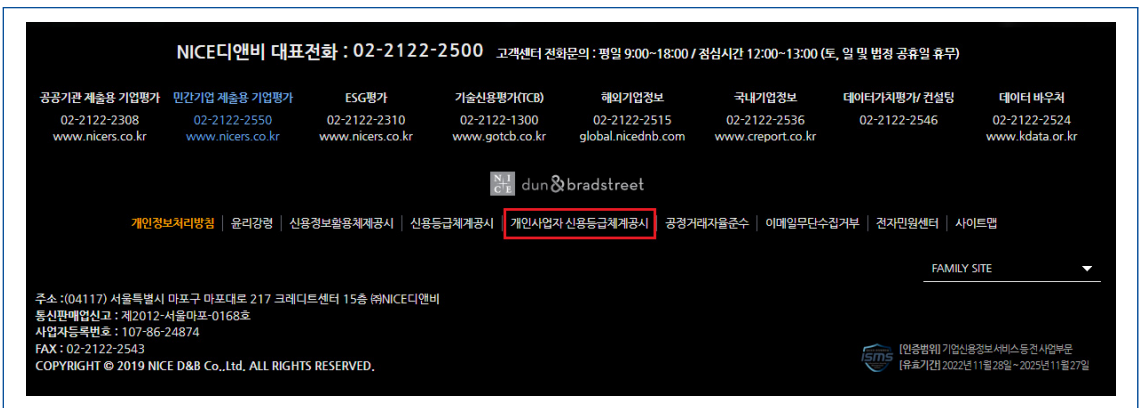 NICE디앤비 대표전화 : 02-2122-2500 고객센터 전화문의 : 평일 9:00~18:00 / 점심시간 12:00~13:00 (토, 일 및 법정 공휴일 휴무)
공공기관 제출용 기업평가 민간기업 제출용 기업평가 ESG평가 기술신용평가(TCB) 해외기업정보 국내기업정보 데이터가치평가/ 컨설팅 데이터 바우처
02-2122-2308 02-2122-2550 02-2122-2310 02-2122-1300 02-2122-2515 02-2122-2536 02-2122-2546 02-2122-2524
www.nicers.co.kr www.nicers.co.kr www.nicers.co.kr www.gotcb.co.kr global.nicednb.com www.creport.co.kr www.kdata.or.kr
NICE dun & bradstreet
개인정보처리방침 | 윤리강령 | 신용정보활용체제공시 | 신용등급체계공시 | 개인사업자 신용등급체계공시 | 공정거래자율준수 | 이메일무단수집거부 | 전자민원센터 | 사이트맵
FAMILY SITE
주소 :(04117) 서울특별시 마포구 마포대로 217 크레디트센터 15층 ㈜NICE디앤비
통신판매업신고 : 제2012-서울마포-0168호
사업자등록번호 : 107-86-24874
FAX : 02-2122-2543
COPYRIGHT © 2019 NICE D&B Co.,Ltd. ALL RIGHTS RESERVED.
isms
[인증범위] 기업신용정보 서비스 등 전 사업부문
[유효기간] 2022년 11월 28일 ~ 2025년 11월 27일